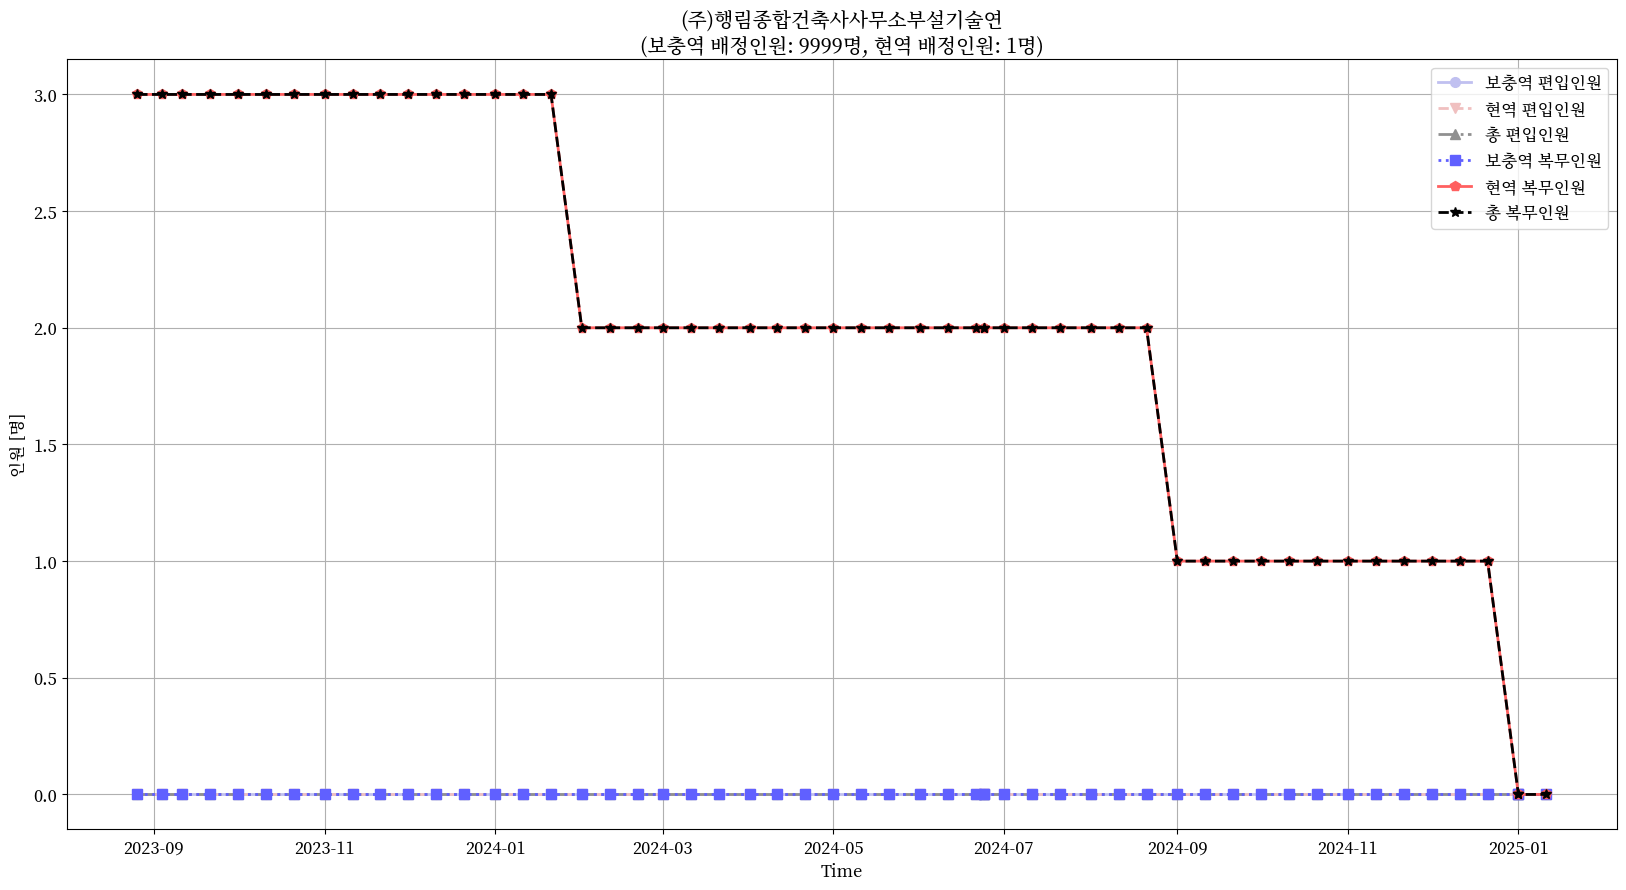 (주)행림종합건축사사무소부설기술연
(보충역 배정인원: 9999명, 현역 배정인원: 1명)
보충역 편입인원
현역 편입인원
총 편입인원
보충역 복무인원
현역 복무인원
총 복무인원
인원 [명]
3.0
2.5
2.0
1.5
1.0
0.5
0.0
2023-09 2023-11 2024-01 2024-03 2024-05 2024-07 2024-09 2024-11 2025-01
Time